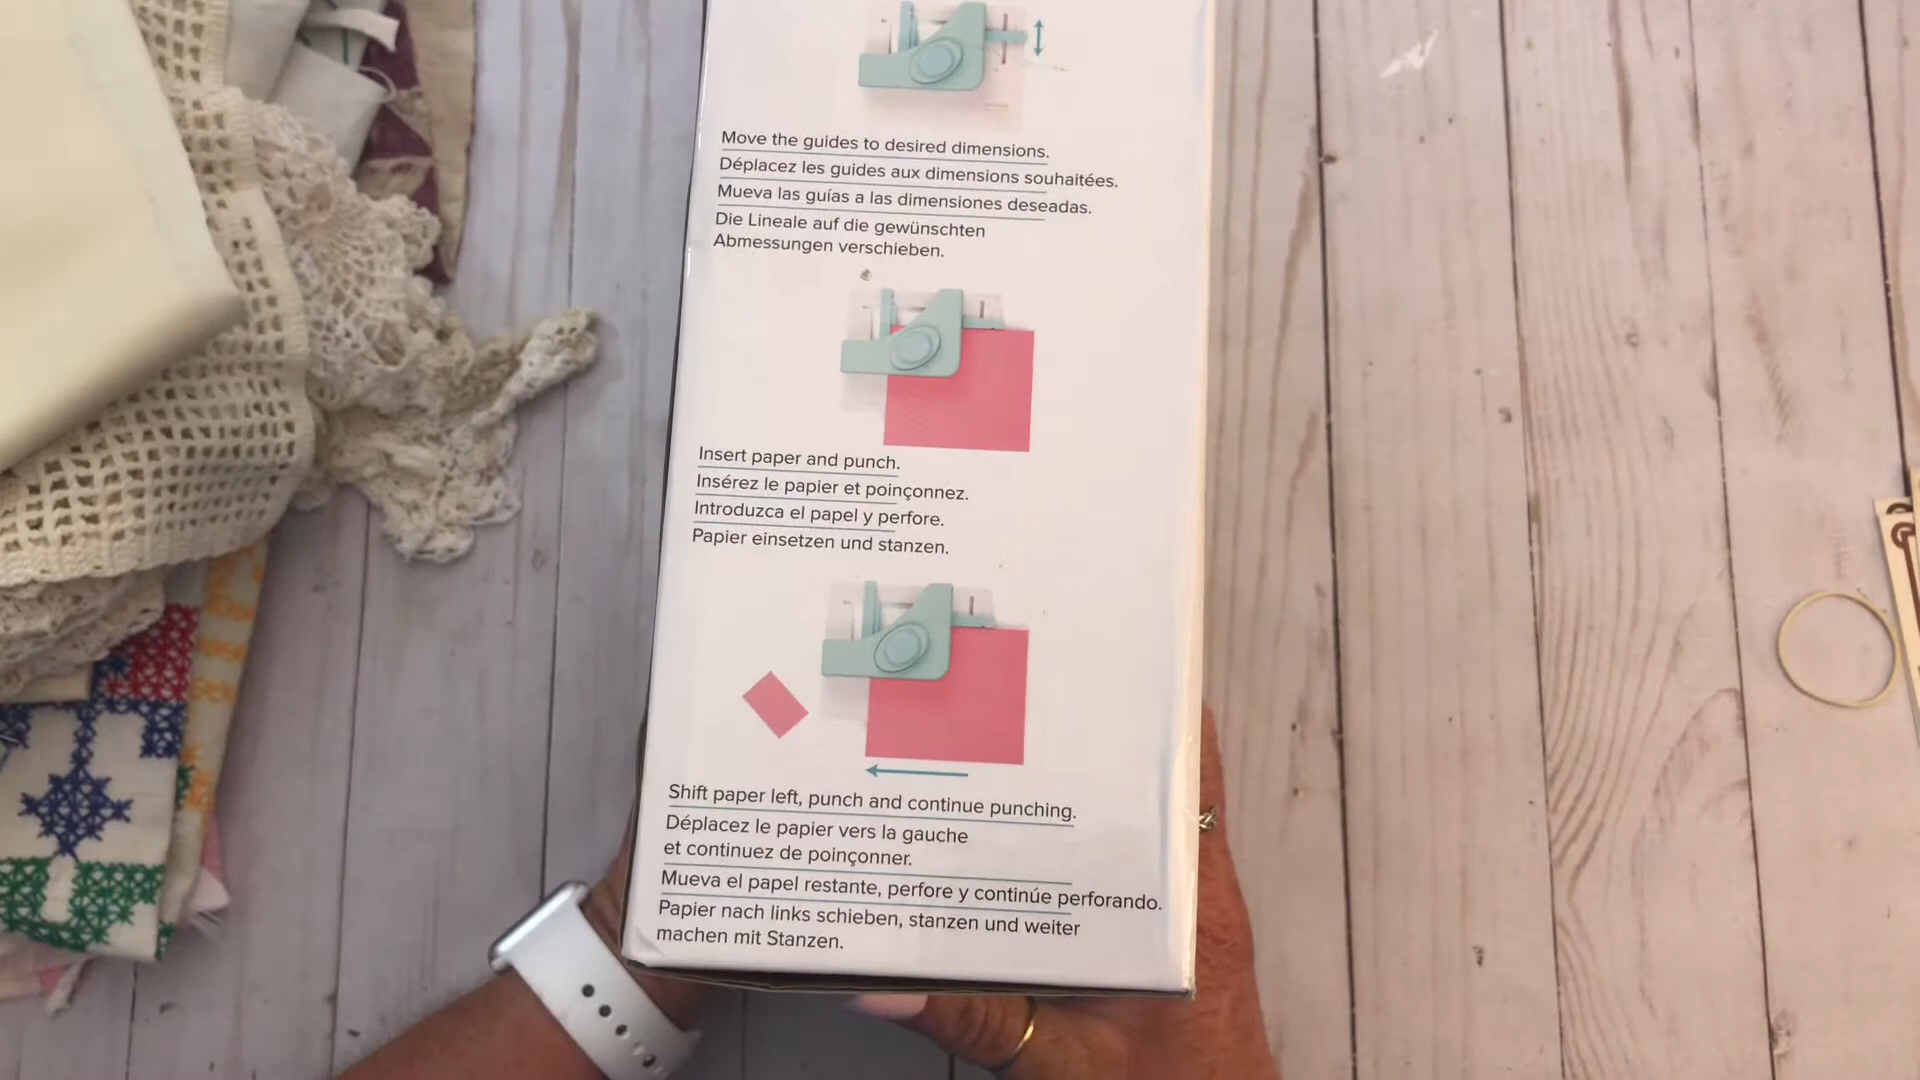 Move the guides to desired dimensions.
Déplacez les guides aux dimensions souhaitées.
Mueva las guías a las dimensiones deseadas.
Die Lineale auf die gewünschten
Abmessungen verschieben.
Insert paper and punch.
Insérez le papier et poinçonnez.
Introduzca el papel y perfore.
Papier einsetzen und stanzen.
Shift paper left, punch and continue punching.
Déplacez le papier vers la gauche
et continuez de poinçonner.
Mueva el papel restante, perfore y continúe perforando.
Papier nach links schieben, stanzen und weiter
machen mit Stanzen.